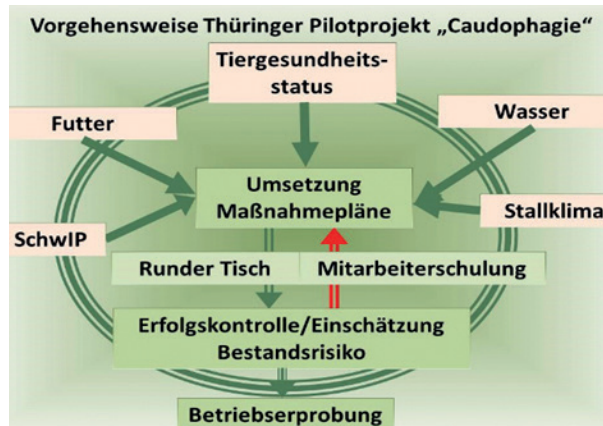 Vorgehensweise Thüringer Pilotprojekt „Caudophagie“
Tiergesundheits-
status
Futter
Wasser
Umsetzung
Maßnahmepläne
SchwIP
Stallklima
Runder Tisch
Mitarbeiterschulung
Erfolgskontrolle/Einschätzung
Bestandsrisiko
Betriebserprobung